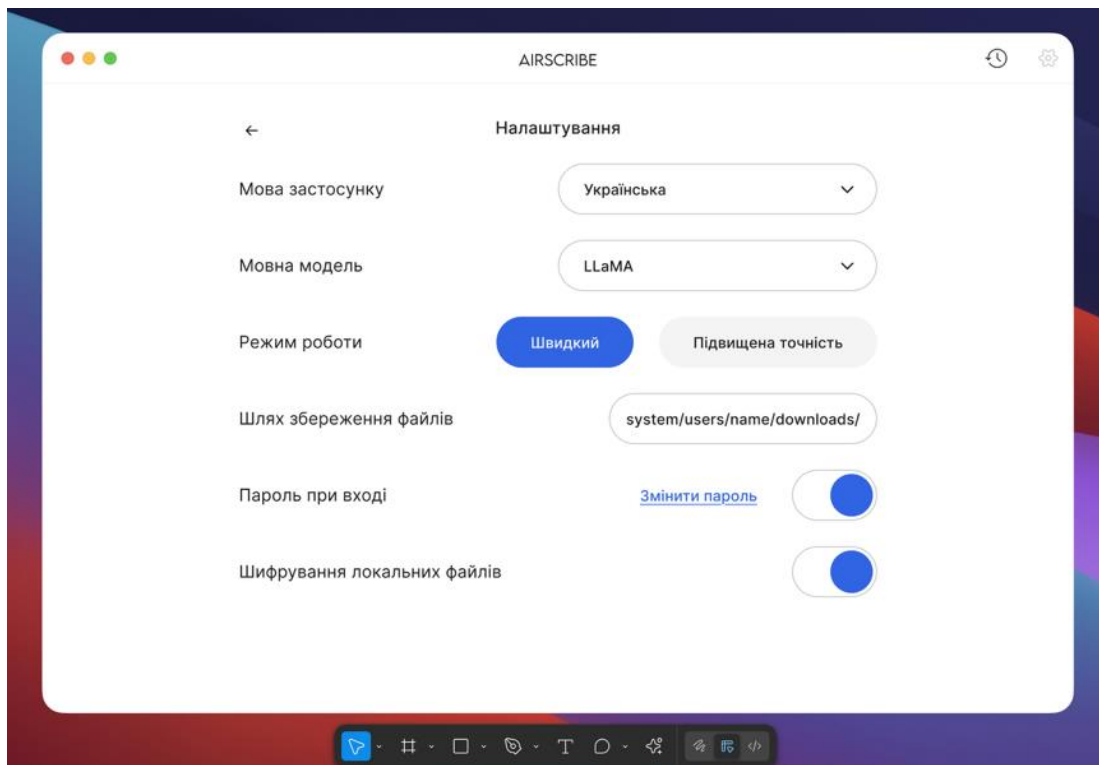 AIRSCRIBE
Налаштування
Мова застосунку
Українська
Мовна модель
LLaMA
Режим роботи
Швидкий
Підвищена точність
Шлях збереження файлів
system/users/name/downloads/
Пароль при вході
Змінити пароль
Шифрування локальних файлів